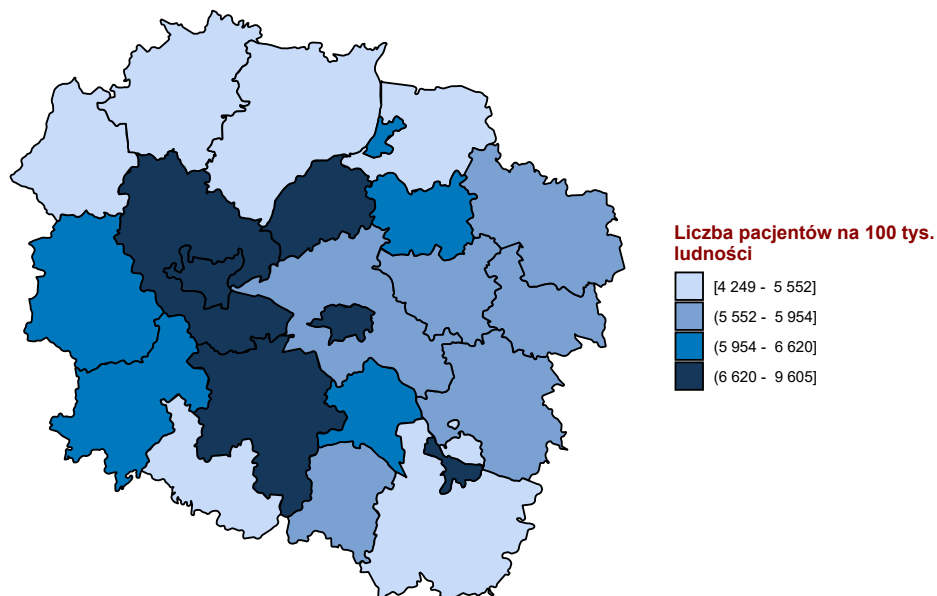 Liczba pacjentów na 100 tys.
ludności
[4 249 - 5 552]
(5 552 - 5 954]
(5 954 - 6 620]
(6 620 - 9 605]